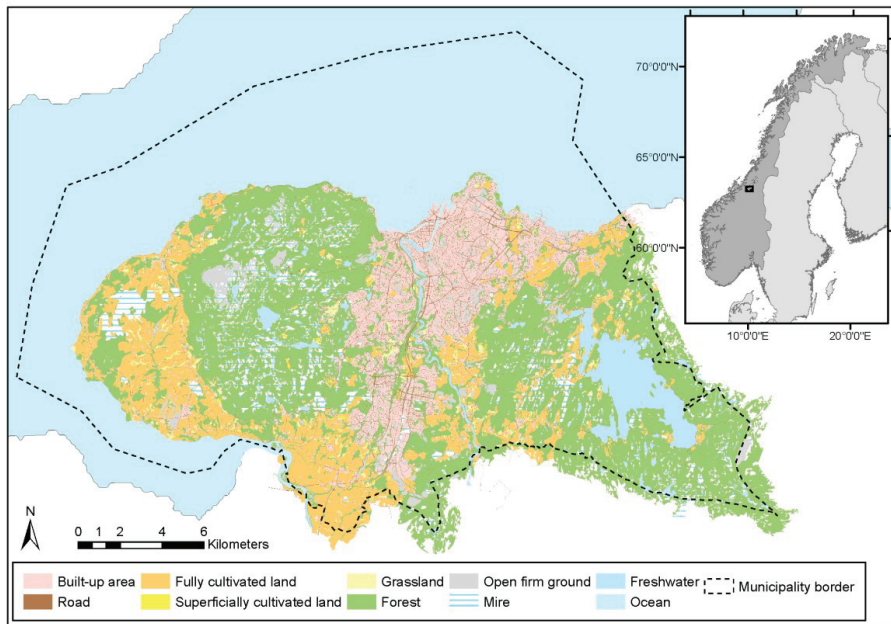 70°0'0"N
65°0'0"N
60°0'0"N
10°0'0"E 20°0'0"E
N
0 1 2 4 6
Kilometers
Built-up area Fully cultivated land Grassland Open firm ground Freshwater Municipality border
Road Superficially cultivated land Forest Mire Ocean